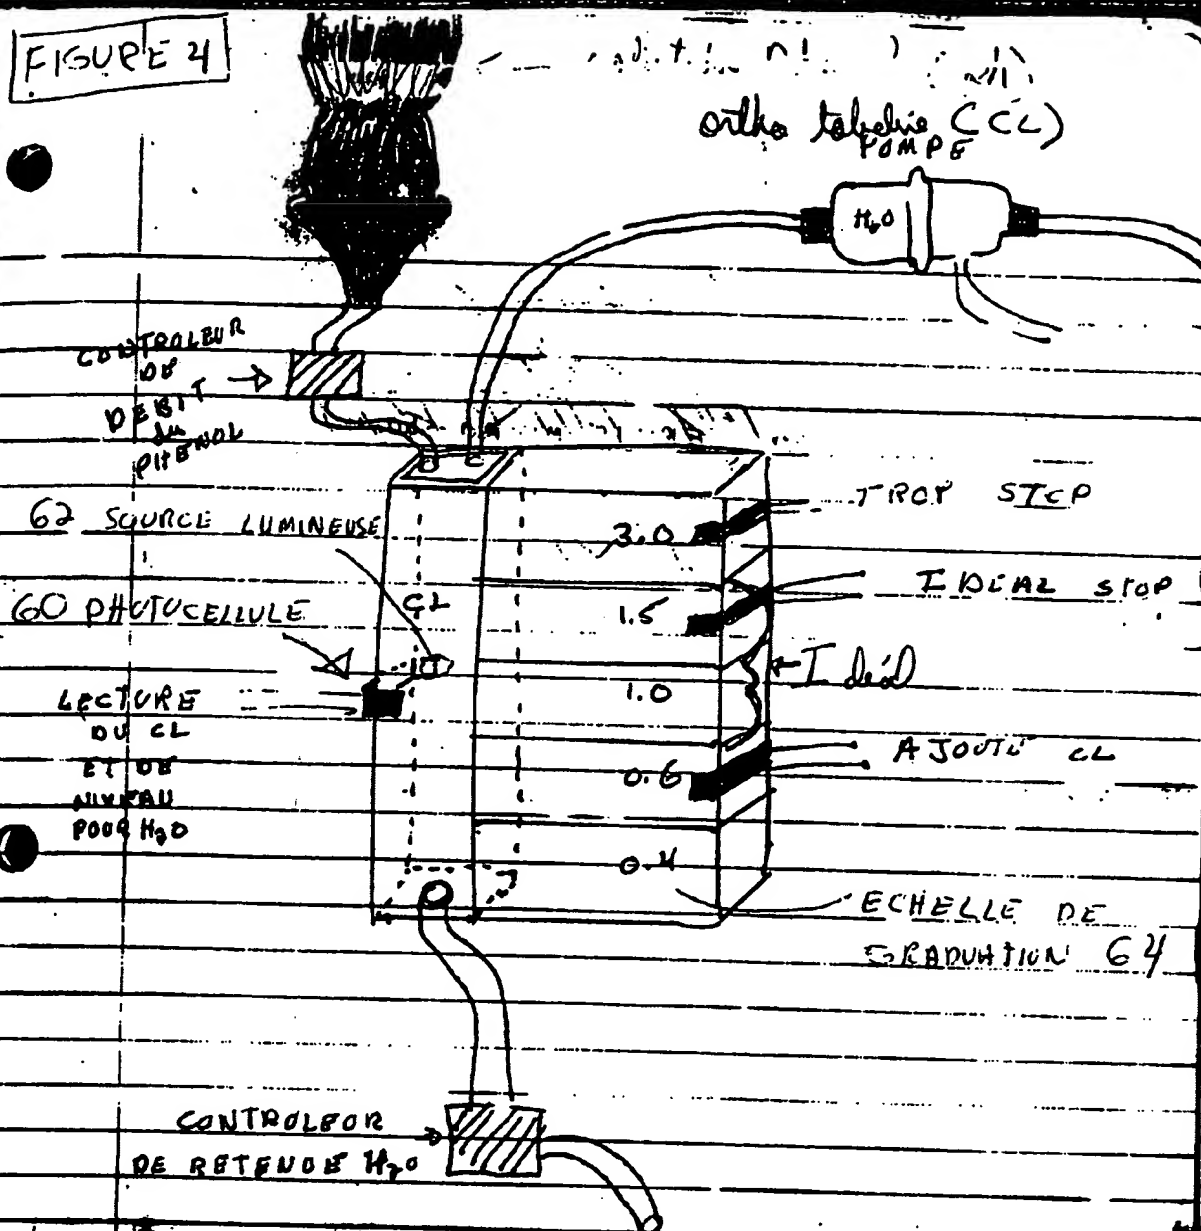 FIGURE 4
ortho (CL)
POMPE
H2O
CONTROLEUR
DE
DEBIT
du
PHENOL
TROP STOP
62 SOURCE LUMINEUSE
3.0
IDEAL STOP
60 PHOTOCELLULE
CL
1.5
Idéal
LECTURE
DU CL
ET DE
NIVEAU
POUR H2O
1.0
AJOUTE CL
0.6
0.4
ECHELLE DE
GRADUATION 64
CONTROLEOR
DE RETENUE H2O